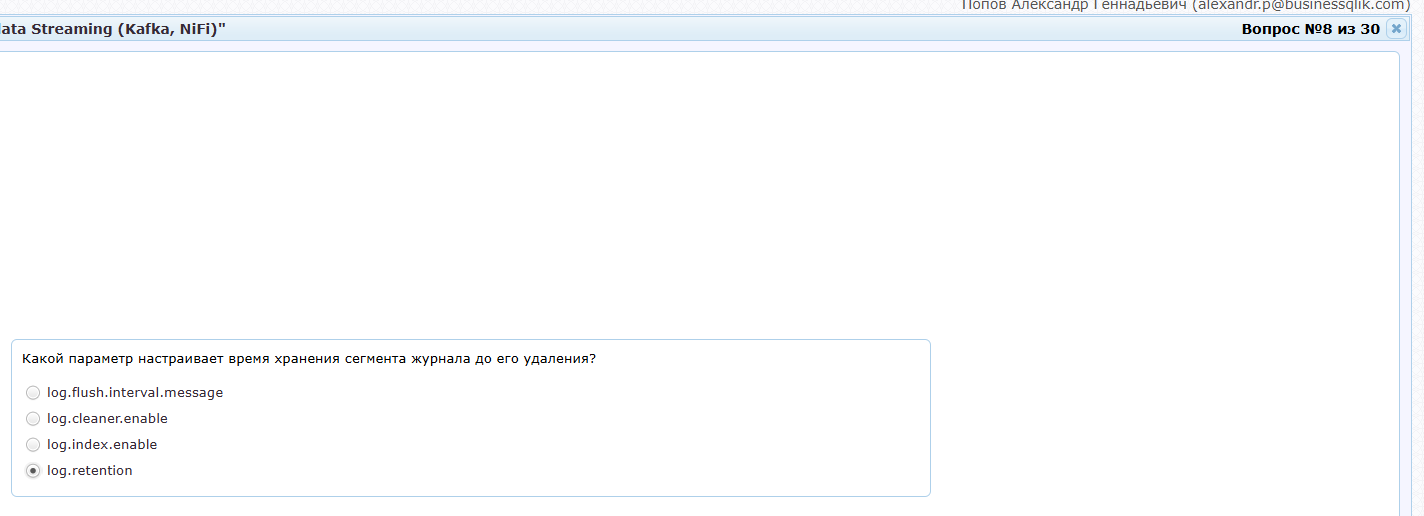 Попов Александр Геннадьевич (alexandr.p@businessqlik.com)
ata Streaming (Kafka, NiFi)" Вопрос №8 из 30
Какой параметр настраивает время хранения сегмента журнала до его удаления?
log.flush.interval.message
log.cleaner.enable
log.index.enable
log.retention